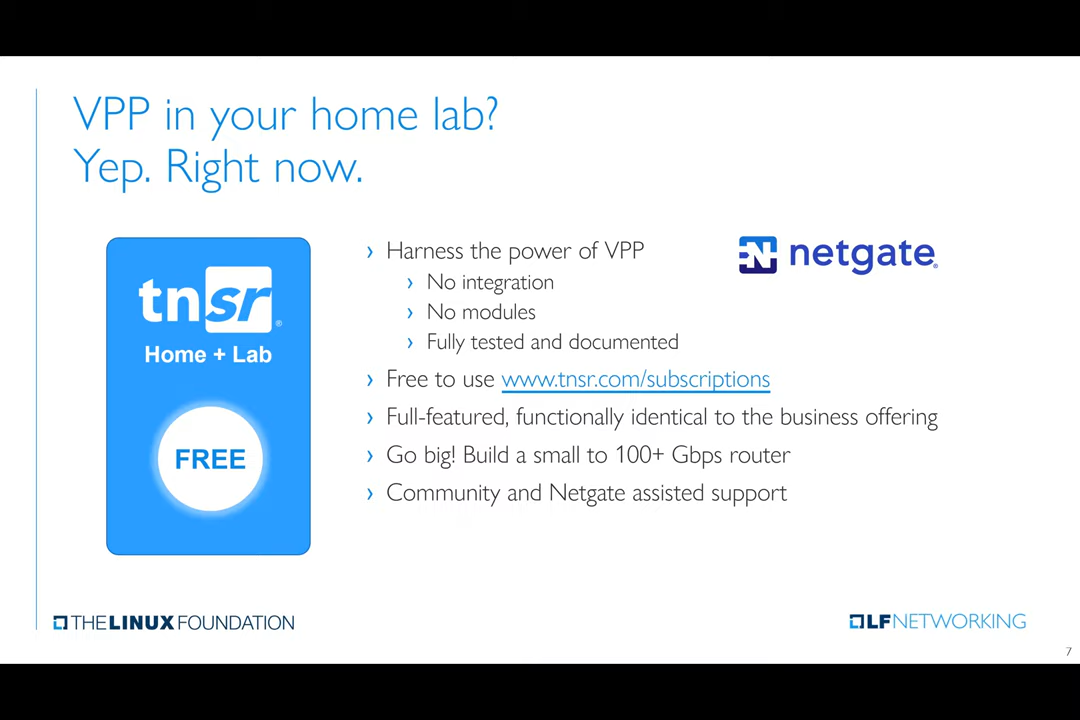 VPP in your home lab?
Yep. Right now.
tnsr®
Home + Lab
FREE
› Harness the power of VPP
› No integration
› No modules
› Fully tested and documented
› Free to use www.tnsr.com/subscriptions
› Full-featured, functionally identical to the business offering
› Go big! Build a small to 100+ Gbps router
› Community and Netgate assisted support
N netgate®
THE LINUX FOUNDATION
LF NETWORKING
7